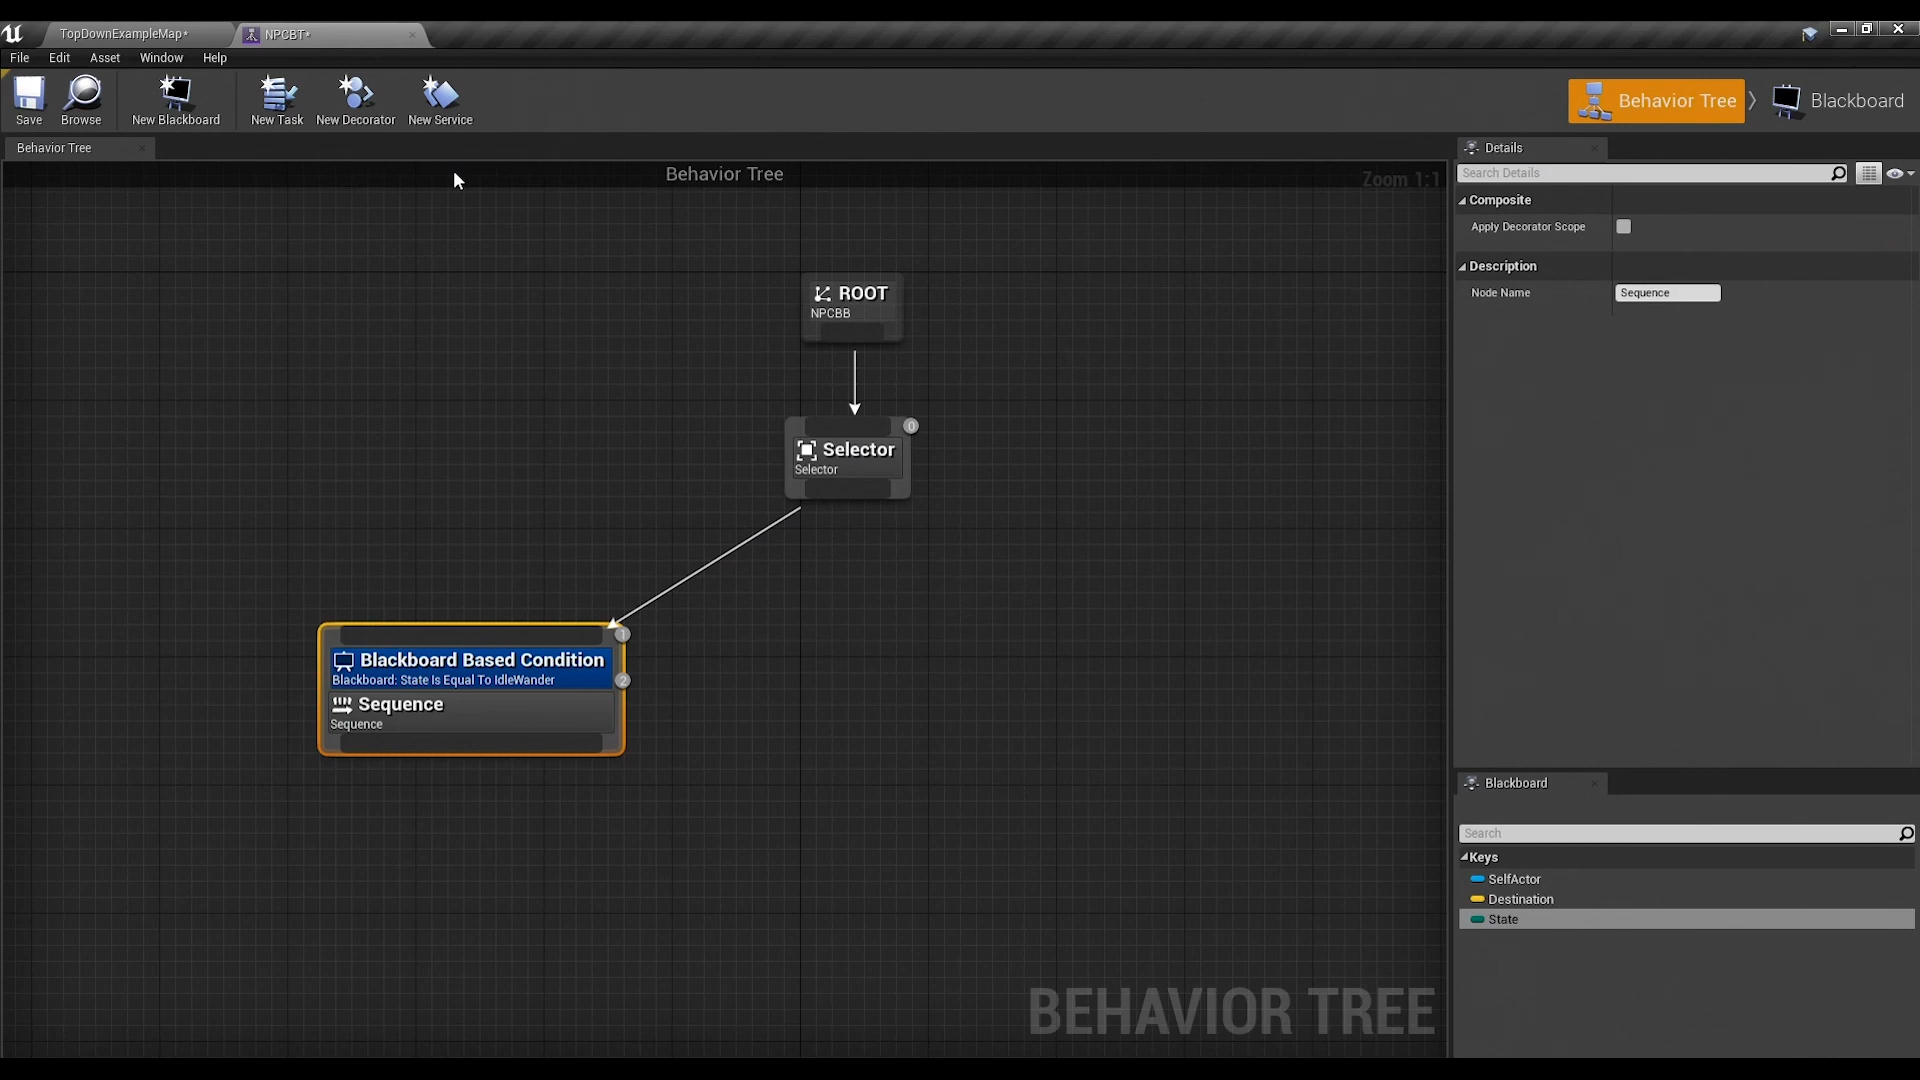 TopDownExampleMap*
NPCBT*
File Edit Asset Window Help
Save Browse New Blackboard New Task New Decorator New Service
Behavior Tree Blackboard
Behavior Tree
Behavior Tree
Zoom 1:1
ROOT
NPCBB
0
Selector
Selector
1
Blackboard Based Condition
Blackboard: State Is Equal To IdleWander
2
Sequence
Sequence
BEHAVIOR TREE
Details
Search Details
Composite
Apply Decorator Scope
Description
Node Name Sequence
Blackboard
Search
Keys
SelfActor
Destination
State